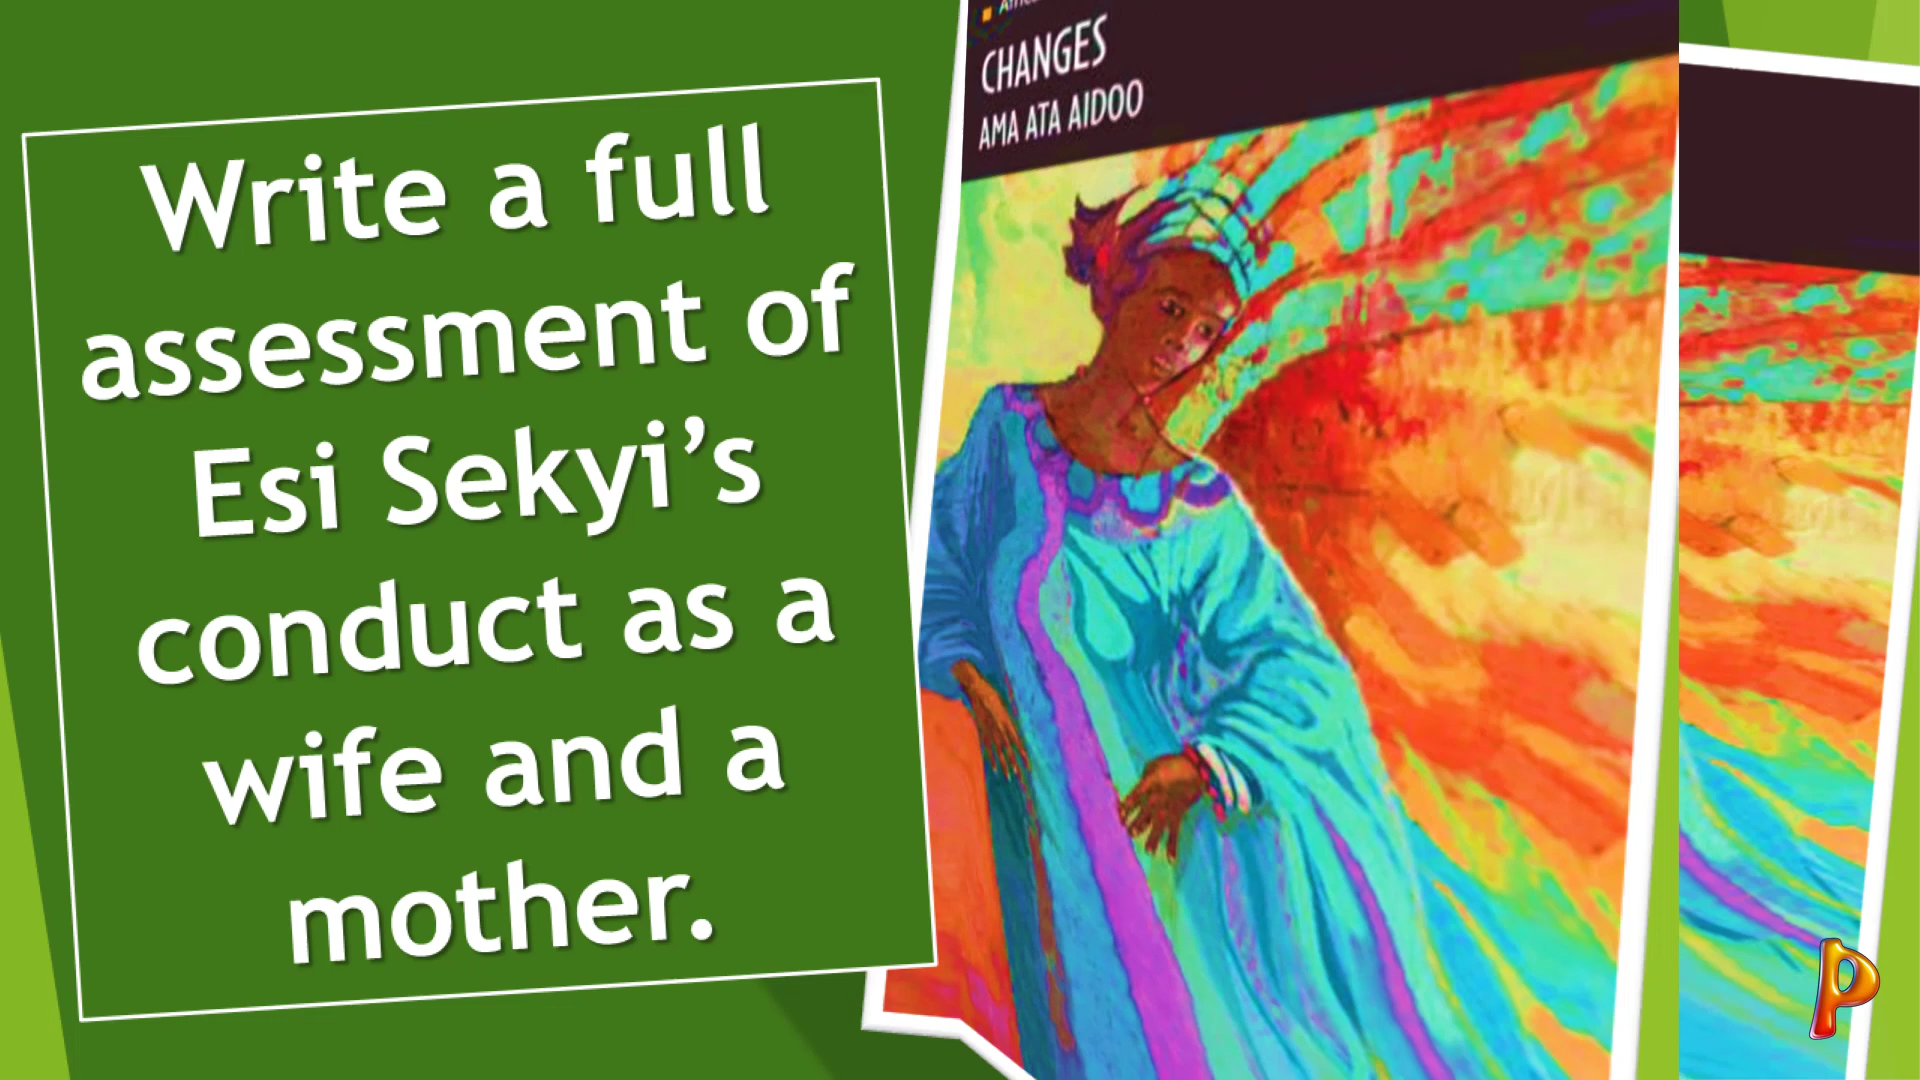 Write a full
assessment of
Esi Sekyi’s
conduct as a
wife and a
mother.
CHANGES
AMA ATA AIDOO
P